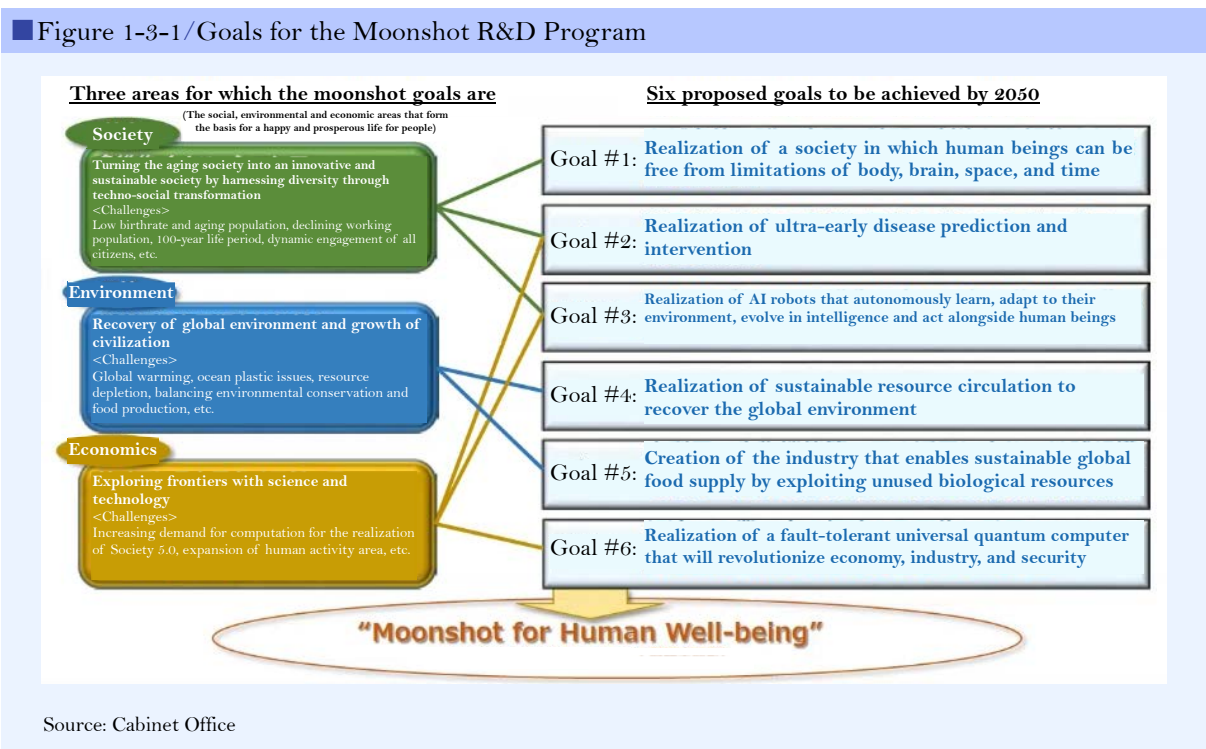 Figure 1-3-1/Goals for the Moonshot R&D Program
Three areas for which the moonshot goals are
(The social, environmental and economic areas that form
the basis for a happy and prosperous life for people)
Society
Turning the aging society into an innovative and
sustainable society by harnessing diversity through
techno-social transformation
<Challenges>
Low birthrate and aging population, declining working
population, 100-year life period, dynamic engagement of all
citizens, etc.
Environment
Recovery of global environment and growth of
civilization
<Challenges>
Global warming, ocean plastic issues, resource
depletion, balancing environmental conservation and
food production, etc.
Economics
Exploring frontiers with science and
technology
<Challenges>
Increasing demand for computation for the realization
of Society 5.0, expansion of human activity area, etc.
Six proposed goals to be achieved by 2050
Goal #1: Realization of a society in which human beings can be
free from limitations of body, brain, space, and time
Goal #2: Realization of ultra-early disease prediction and
intervention
Goal #3: Realization of AI robots that autonomously learn, adapt to their
environment, evolve in intelligence and act alongside human beings
Goal #4: Realization of sustainable resource circulation to
recover the global environment
Goal #5: Creation of the industry that enables sustainable global
food supply by exploiting unused biological resources
Goal #6: Realization of a fault-tolerant universal quantum computer
that will revolutionize economy, industry, and security
“Moonshot for Human Well-being”
Source: Cabinet Office